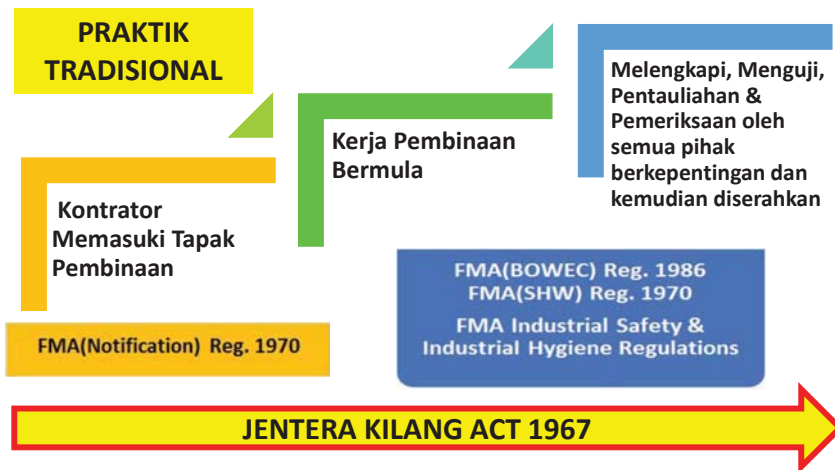 PRAKTIK
TRADISIONAL
Kontrator
Memasuki Tapak
Pembinaan
Kerja Pembinaan
Bermula
Melengkapi, Menguji,
Pentauliahan &
Pemeriksaan oleh
semua pihak
berkepentingan dan
kemudian diserahkan
FMA(Notification) Reg. 1970
FMA(BOWEC) Reg. 1986
FMA(SHW) Reg. 1970
FMA Industrial Safety &
Industrial Hygiene Regulations
JENTERA KILANG ACT 1967